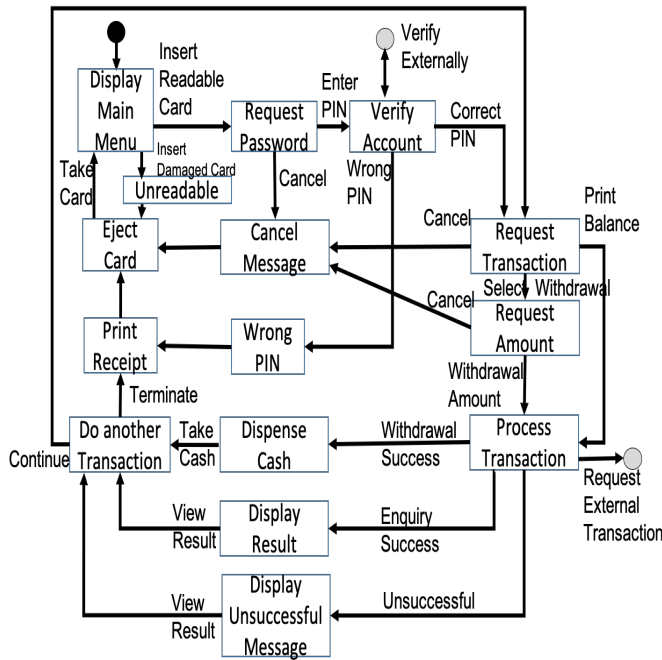 Display
Main
Menu
Insert
Readable
Card
Request
Password
Enter
PIN
Verify
Account
Verify
Externally
Correct
PIN
Take
Card
Insert
Damaged Card
Unreadable
Cancel
Wrong
PIN
Print
Balance
Eject
Card
Cancel
Message
Cancel
Request
Transaction
Select Withdrawal
Cancel
Request
Amount
Print
Receipt
Wrong
PIN
Withdrawal
Amount
Terminate
Do another
Transaction
Continue
Take
Cash
Dispense
Cash
Withdrawal
Success
Process
Transaction
Request
External
Transaction
View
Result
Display
Result
Enquiry
Success
View
Result
Display
Unsuccessful
Message
Unsuccessful